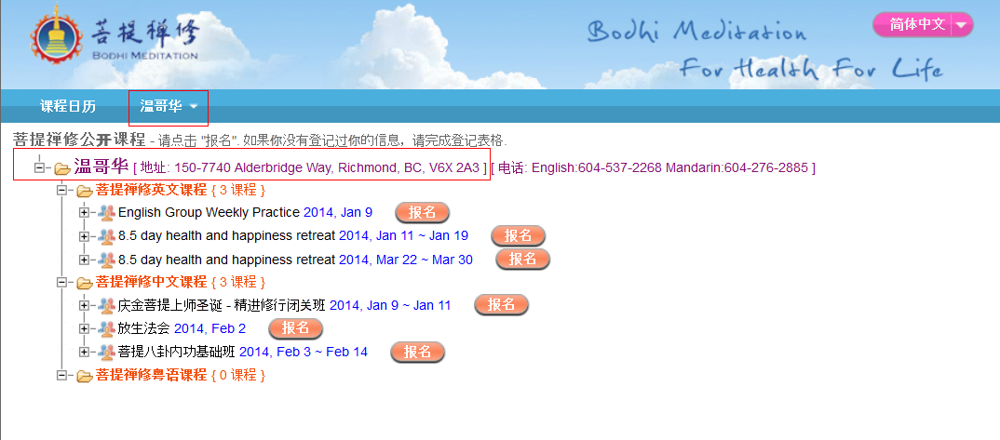 菩提禅修
BODHI MEDITATION
Bodhi Meditation
For Health For Life
简体中文
课程日历 温哥华
菩提禅修公开课程 - 请点击 "报名". 如果你没有登记过你的信息，请完成登记表格.
温哥华 [ 地址: 150-7740 Alderbridge Way, Richmond, BC, V6X 2A3 ] [ 电话: English:604-537-2268 Mandarin:604-276-2885 ]
菩提禅修英文课程 { 3 课程 }
English Group Weekly Practice 2014, Jan 9 报名
8.5 day health and happiness retreat 2014, Jan 11 ~ Jan 19 报名
8.5 day health and happiness retreat 2014, Mar 22 ~ Mar 30 报名
菩提禅修中文课程 { 3 课程 }
庆金菩提上师圣诞 - 精进修行闭关班 2014, Jan 9 ~ Jan 11 报名
放生法会 2014, Feb 2 报名
菩提八卦内功基础班 2014, Feb 3 ~ Feb 14 报名
菩提禅修粤语课程 { 0 课程 }